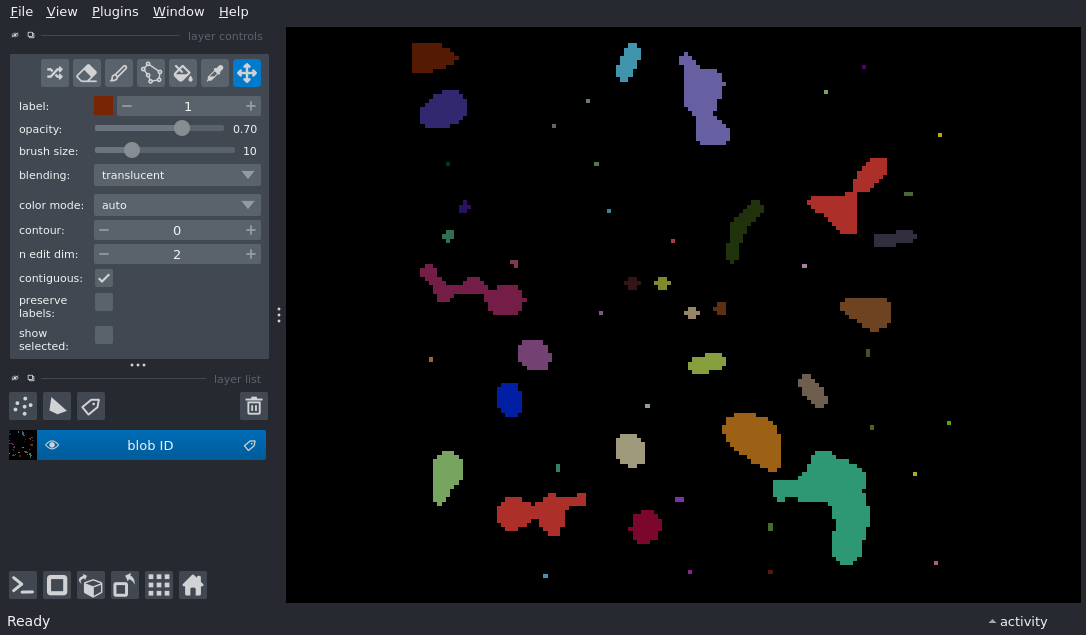 File View Plugins Window Help
layer controls
label: 1
opacity: 0.70
brush size: 10
blending: translucent
color mode: auto
contour: 0
n edit dim: 2
contiguous:
preserve
labels:
show
selected:
layer list
blob ID
Ready
activity